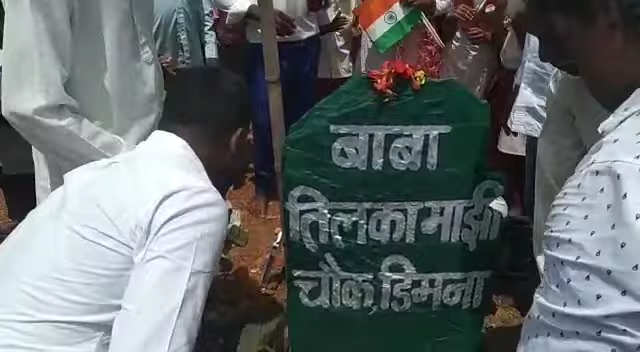 बाबा
तिलकामाझी
चौक, डिमना